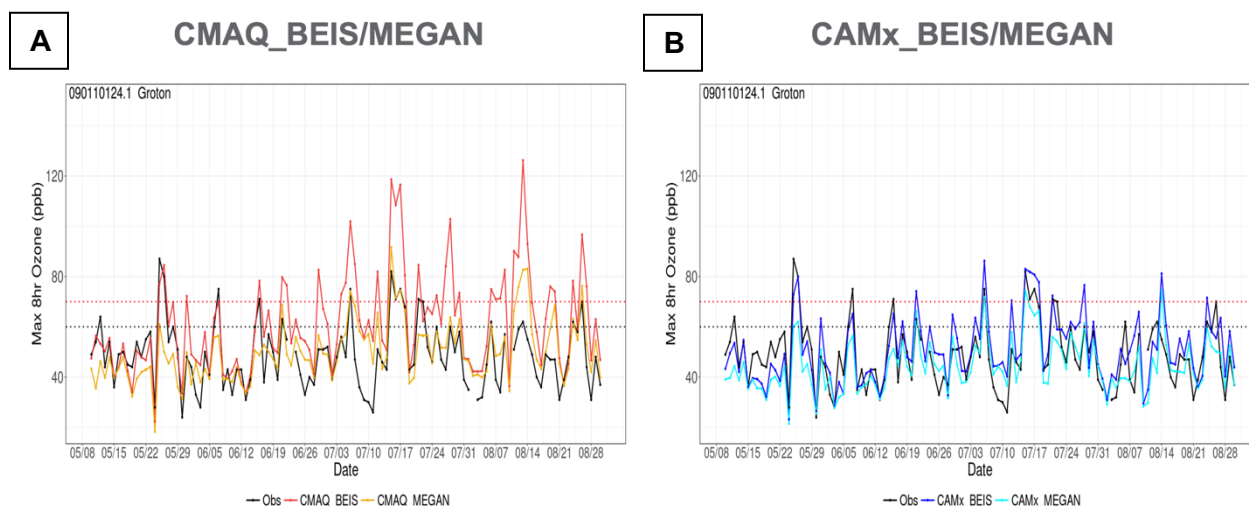 A
CMAQ_BEIS/MEGAN
090110124.1 Groton
Max 8hr Ozone (ppb)
120
80
40
05/08 05/15 05/22 05/29 06/05 06/12 06/19 06/26 07/03 07/10 07/17 07/24 07/31 08/07 08/14 08/21 08/28
Date
Obs CMAQ_BEIS CMAQ_MEGAN
B
CAMx_BEIS/MEGAN
090110124.1 Groton
Max 8hr Ozone (ppb)
120
80
40
05/08 05/15 05/22 05/29 06/05 06/12 06/19 06/26 07/03 07/10 07/17 07/24 07/31 08/07 08/14 08/21 08/28
Date
Obs CAMx_BEIS CAMx_MEGAN